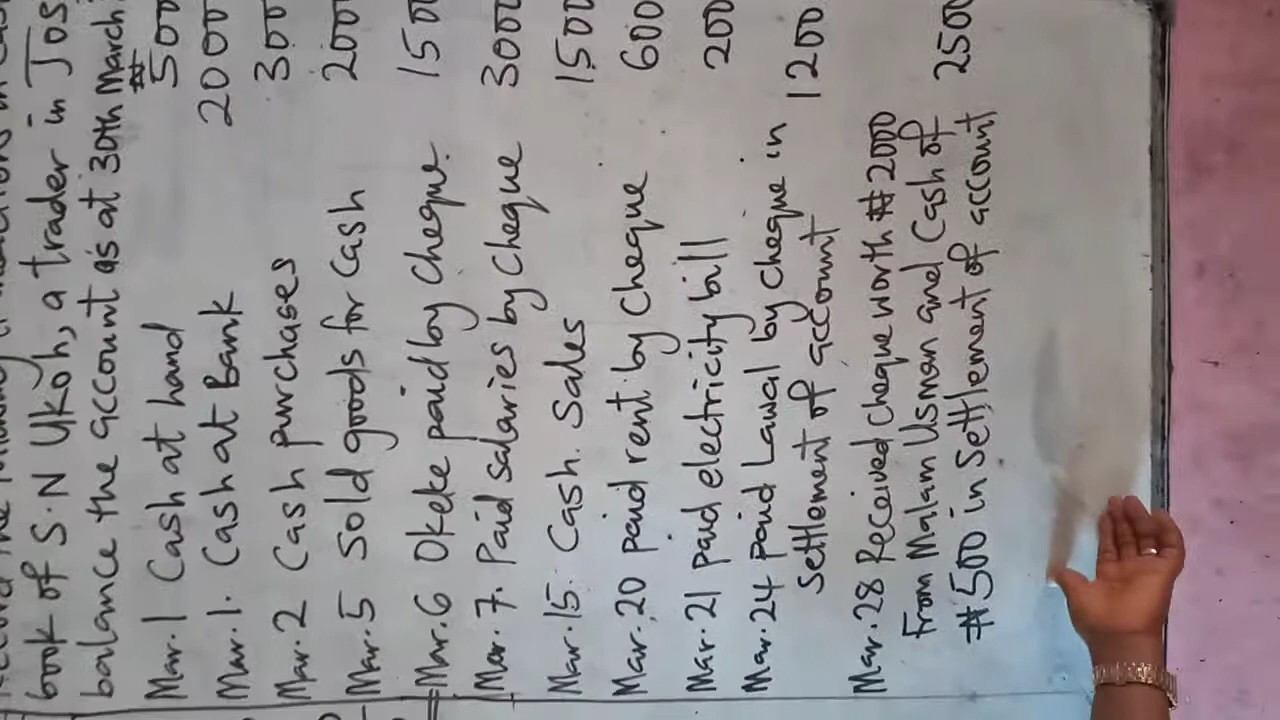 book of S.N Ukoh, a trader in Jos
balance the account as at 30th March
#
Mar. 1 Cash at hand 500
Mar. 1. Cash at Bank 2000
Mar. 2 Cash purchases 300
Mar. 5 Sold goods for cash 200
Mar. 6 Okeke paid by cheque. 150
Mar. 7. Paid salaries by cheque 3000
Mar. 15. Cash. Sales 1500
Mar. 20 paid rent by cheque 600
Mar. 21 paid electricity bill 200
Mar. 24 paid Lawal by cheque in 1200
Settlement of account
Mar. 28 Received cheque worth #2000
from Malam Usman and Cash of
#500 in Settlement of account 2500